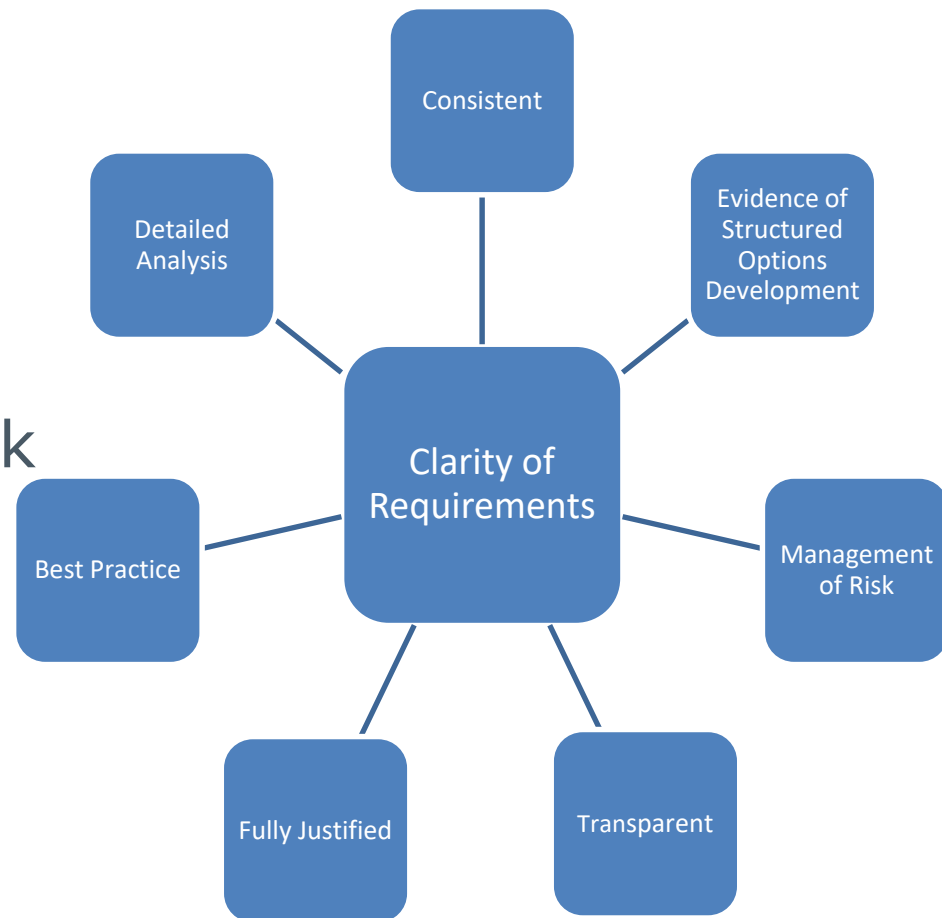 Consistent
Evidence of
Structured
Options
Development
Detailed
Analysis
k
Clarity of
Requirements
Best Practice
Management
of Risk
Fully Justified
Transparent